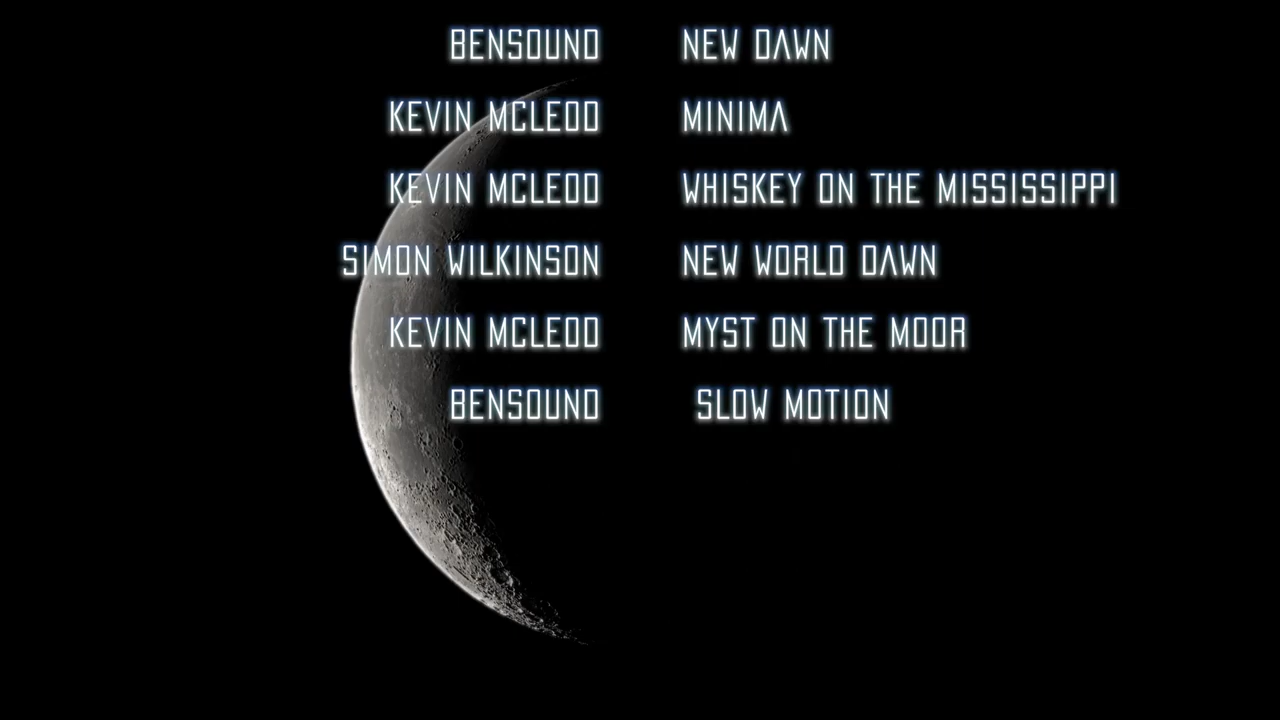 BENSOUND NEW DAWN
KEVIN MCLEOD MINIMA
KEVIN MCLEOD WHISKEY ON THE MISSISSIPPI
SIMON WILKINSON NEW WORLD DAWN
KEVIN MCLEOD MYST ON THE MOOR
BENSOUND SLOW MOTION